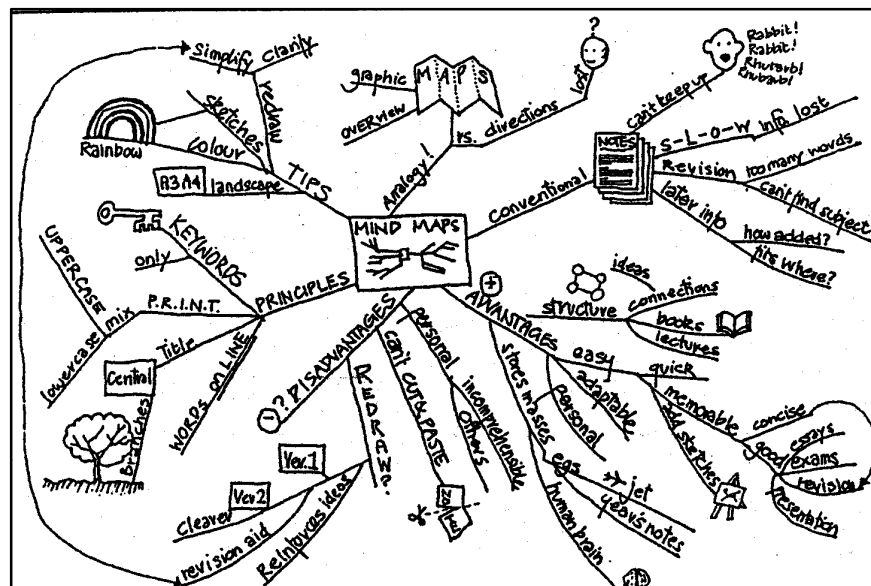 MIND MAPS
TIPS
redraw
simplify
clarify
sketches
colour
Rainbow
A3 A4
landscape
Analogy!
MAPS
graphic
overview
vs. directions
lost
?
conventional
NOTES
can't keep up
Rabbit!
Rabbit!
Rhubarb!
Rhubarb!
S-L-O-W
info lost
Revision
too many words
can't find subject
later info
how added?
fits where?
PRINCIPLES
KEYWORDS
only
P.R.I.N.T.
mix
UPPERCASE
lowercase
Title
Central
Branches
WORDS ON LINE
? DISADVANTAGES
REDRAW?
Ver. 1
Ver 2
cleaver
revision aid
Reinforces ideas
can't CUT & PASTE
personal
incomprehensible
others
ADVANTAGES
structure
ideas
connections
books
lectures
easy
quick
adaptable
personal
memorable
add sketches
concise
good
essays
exams
revision
presentation
stores masses
egs
jet
year's notes
human brain